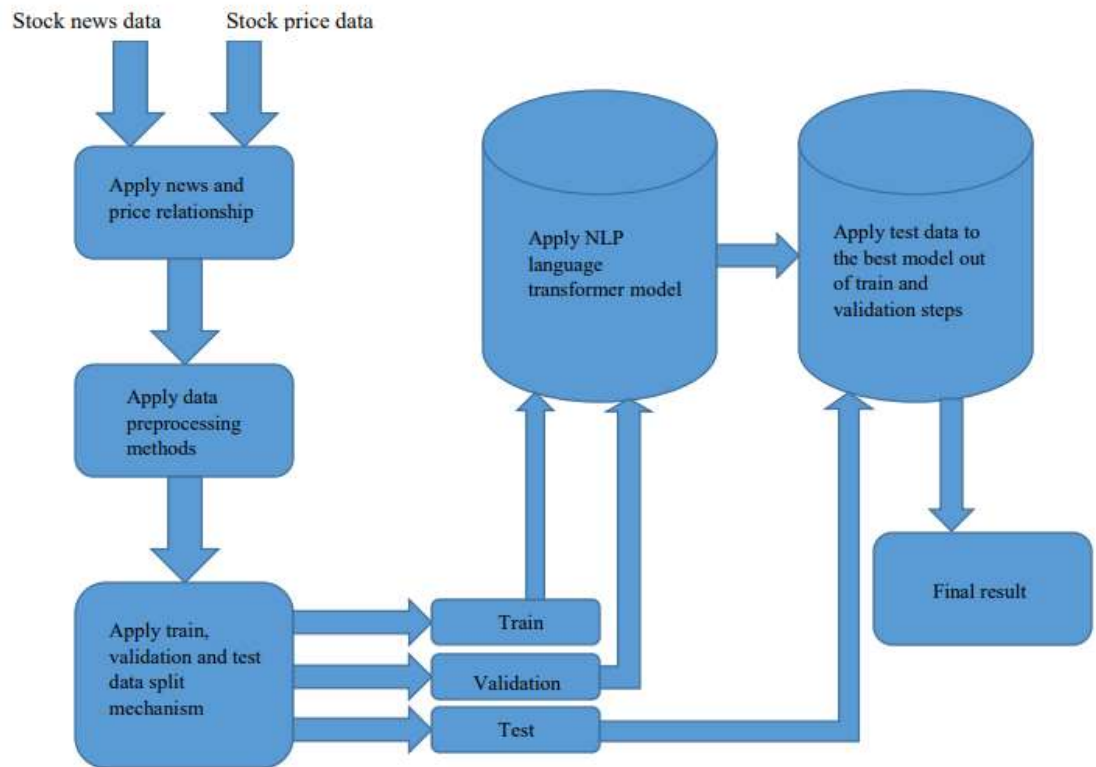 Stock news data
Stock price data
Apply news and
price relationship
Apply data
preprocessing
methods
Apply train,
validation and test
data split
mechanism
Train
Validation
Test
Apply NLP
language
transformer model
Apply test data to
the best model out
of train and
validation steps
Final result